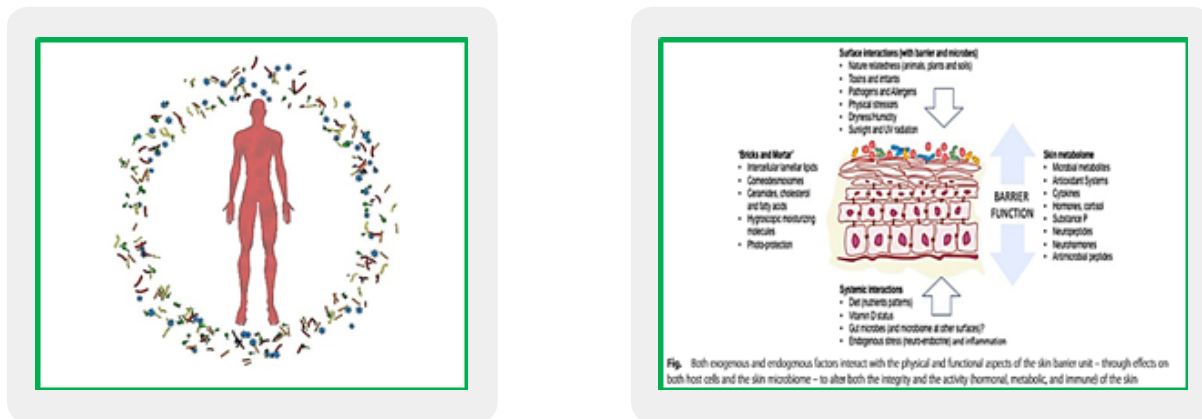 Surface interactions (with barrier and microbes)
• Nature relatedness (animals, plants and soils)
• Toxins and irritants
• Pathogens and Allergens
• Physical stressors
• Dryness/Humidity
• Sunlight and UV radiation
'Bricks and Mortar'
• Intercellular lamellar lipids
• Corneodesmosomes
• Ceramides, cholesterol
and fatty acids
• Hygroscopic moisturizing
molecules
• Photo-protection
BARRIER
FUNCTION
Skin metabolome
• Microbial metabolites
• Antioxidant Systems
• Cytokines
• Hormones, cortisol
• Substance P
• Neuropeptides
• Neurohormones
• Antimicrobial peptides
Systemic interactions
• Diet (nutrients patterns)
• Vitamin D status
• Gut microbes (and microbiome at other surfaces)?
• Endogenous stress (neuro-endocrine) and inflammation
Fig. Both exogenous and endogenous factors interact with the physical and functional aspects of the skin barrier unit – through effects on
both host cells and the skin microbiome – to alter both the integrity and the activity (hormonal, metabolic, and immune) of the skin